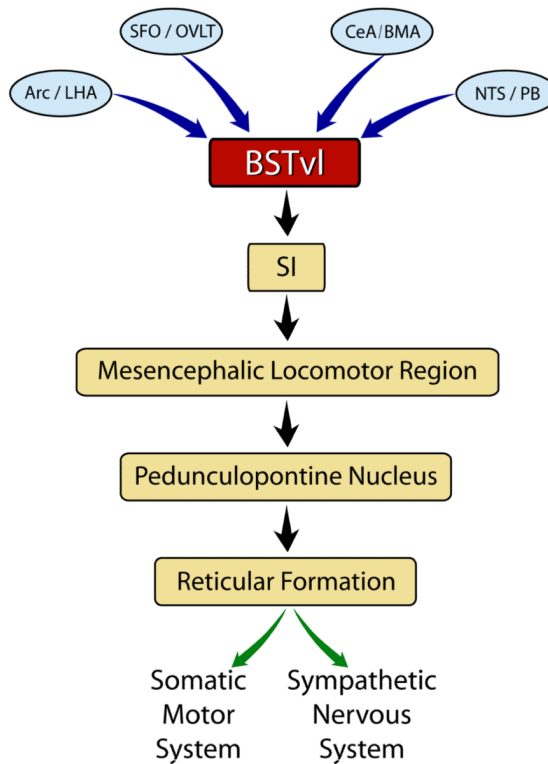 SFO / OVLT
CeA/BMA
Arc / LHA
NTS / PB
BSTvl
SI
Mesencephalic Locomotor Region
Pedunculopontine Nucleus
Reticular Formation
Somatic
Motor
System
Sympathetic
Nervous
System